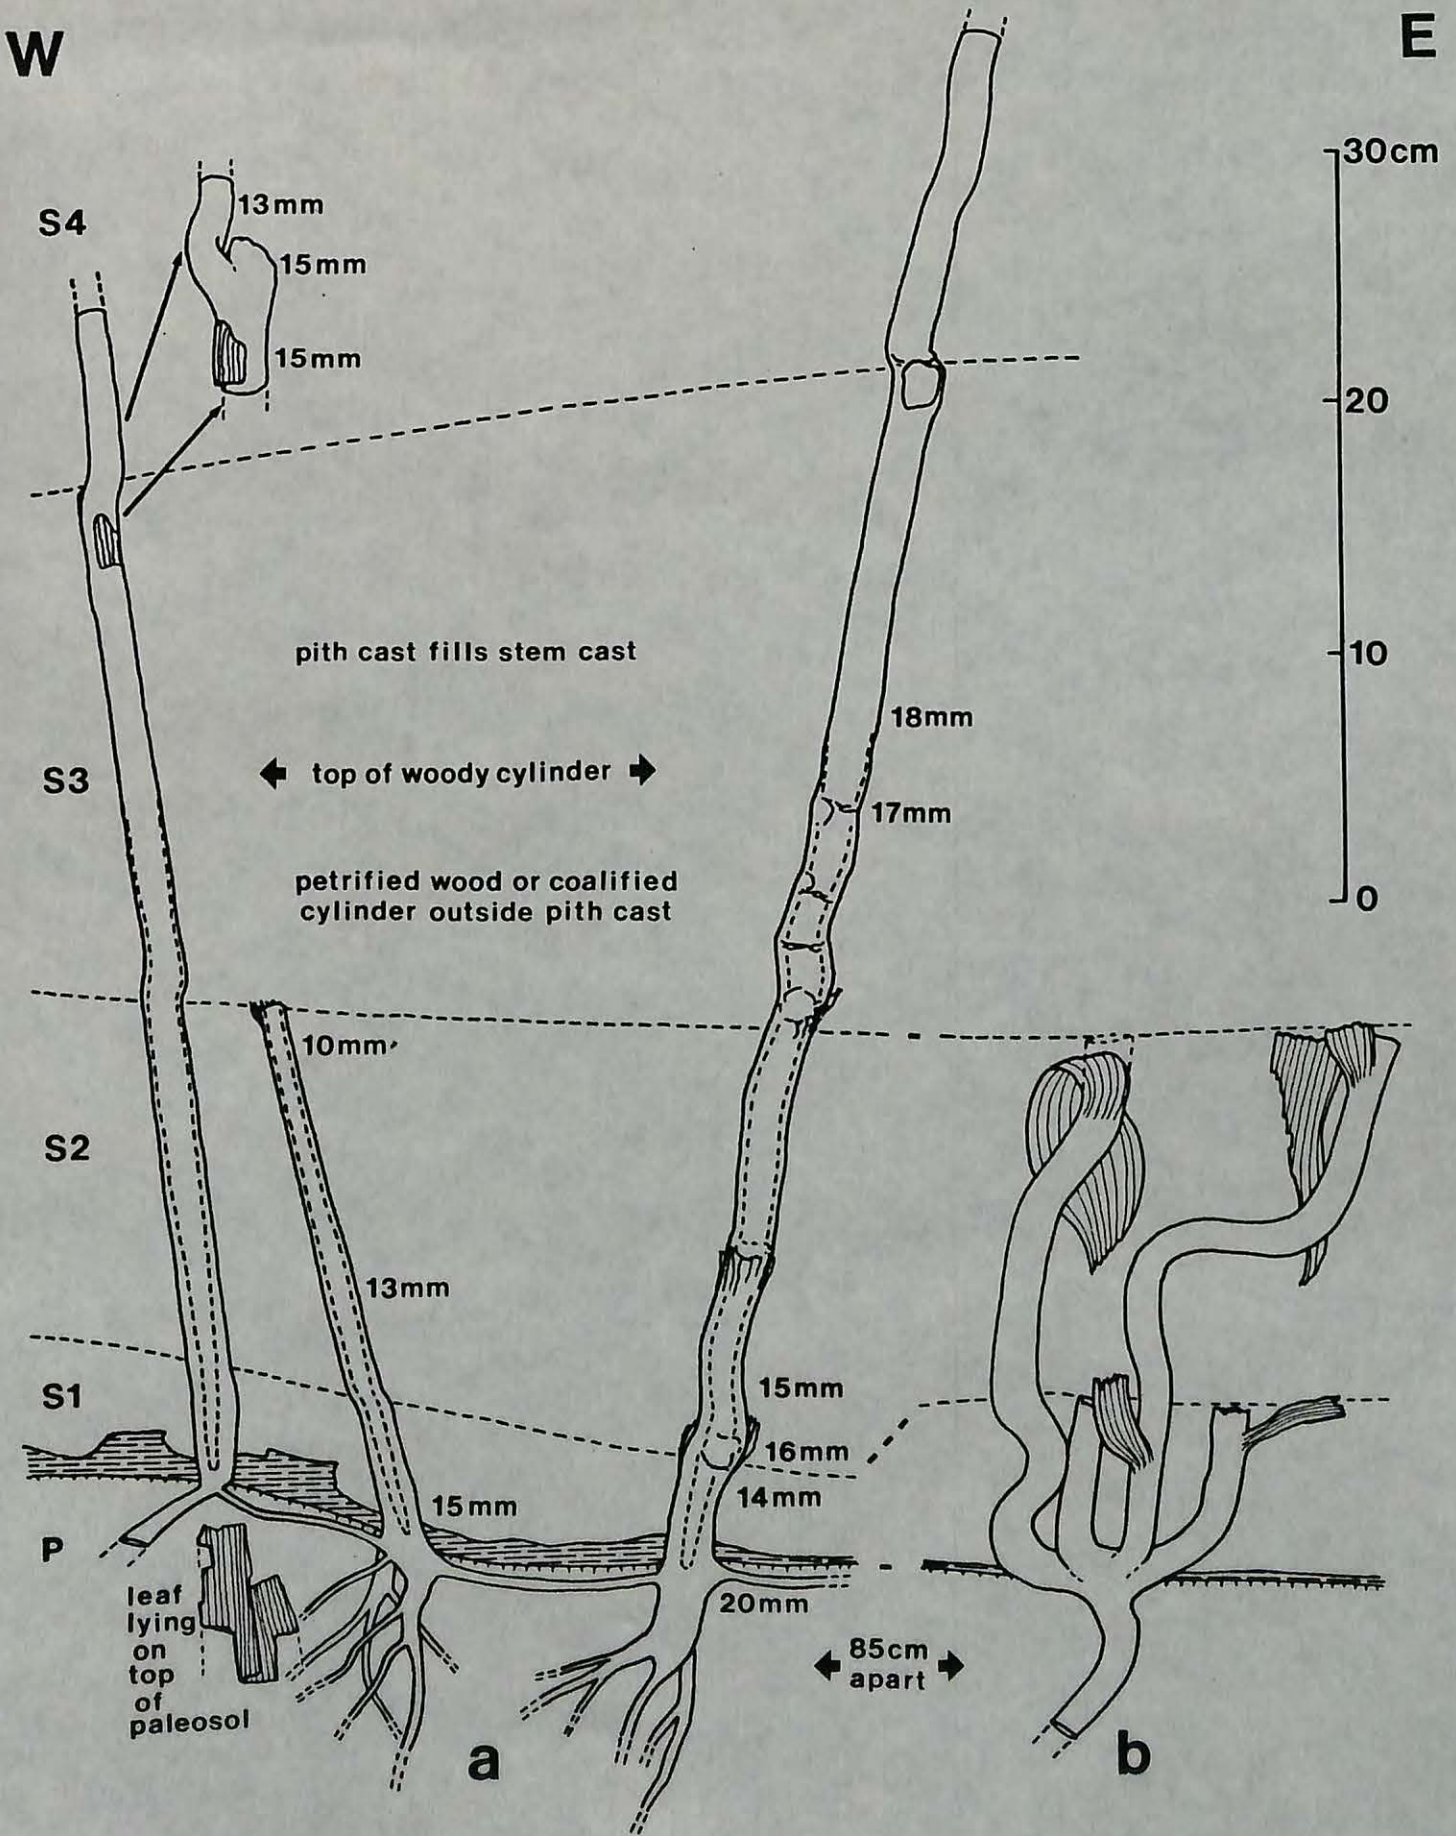 W
E
30cm
S4
13mm
15mm
15mm
20
pith cast fills stem cast
10
18mm
S3
top of woody cylinder
17mm
petrified wood or coalified
cylinder outside pith cast
0
10mm
S2
13mm
15mm
S1
16mm
14mm
15mm
P
20mm
leaf
lying
on
top
of
paleosol
85cm
apart
a
b